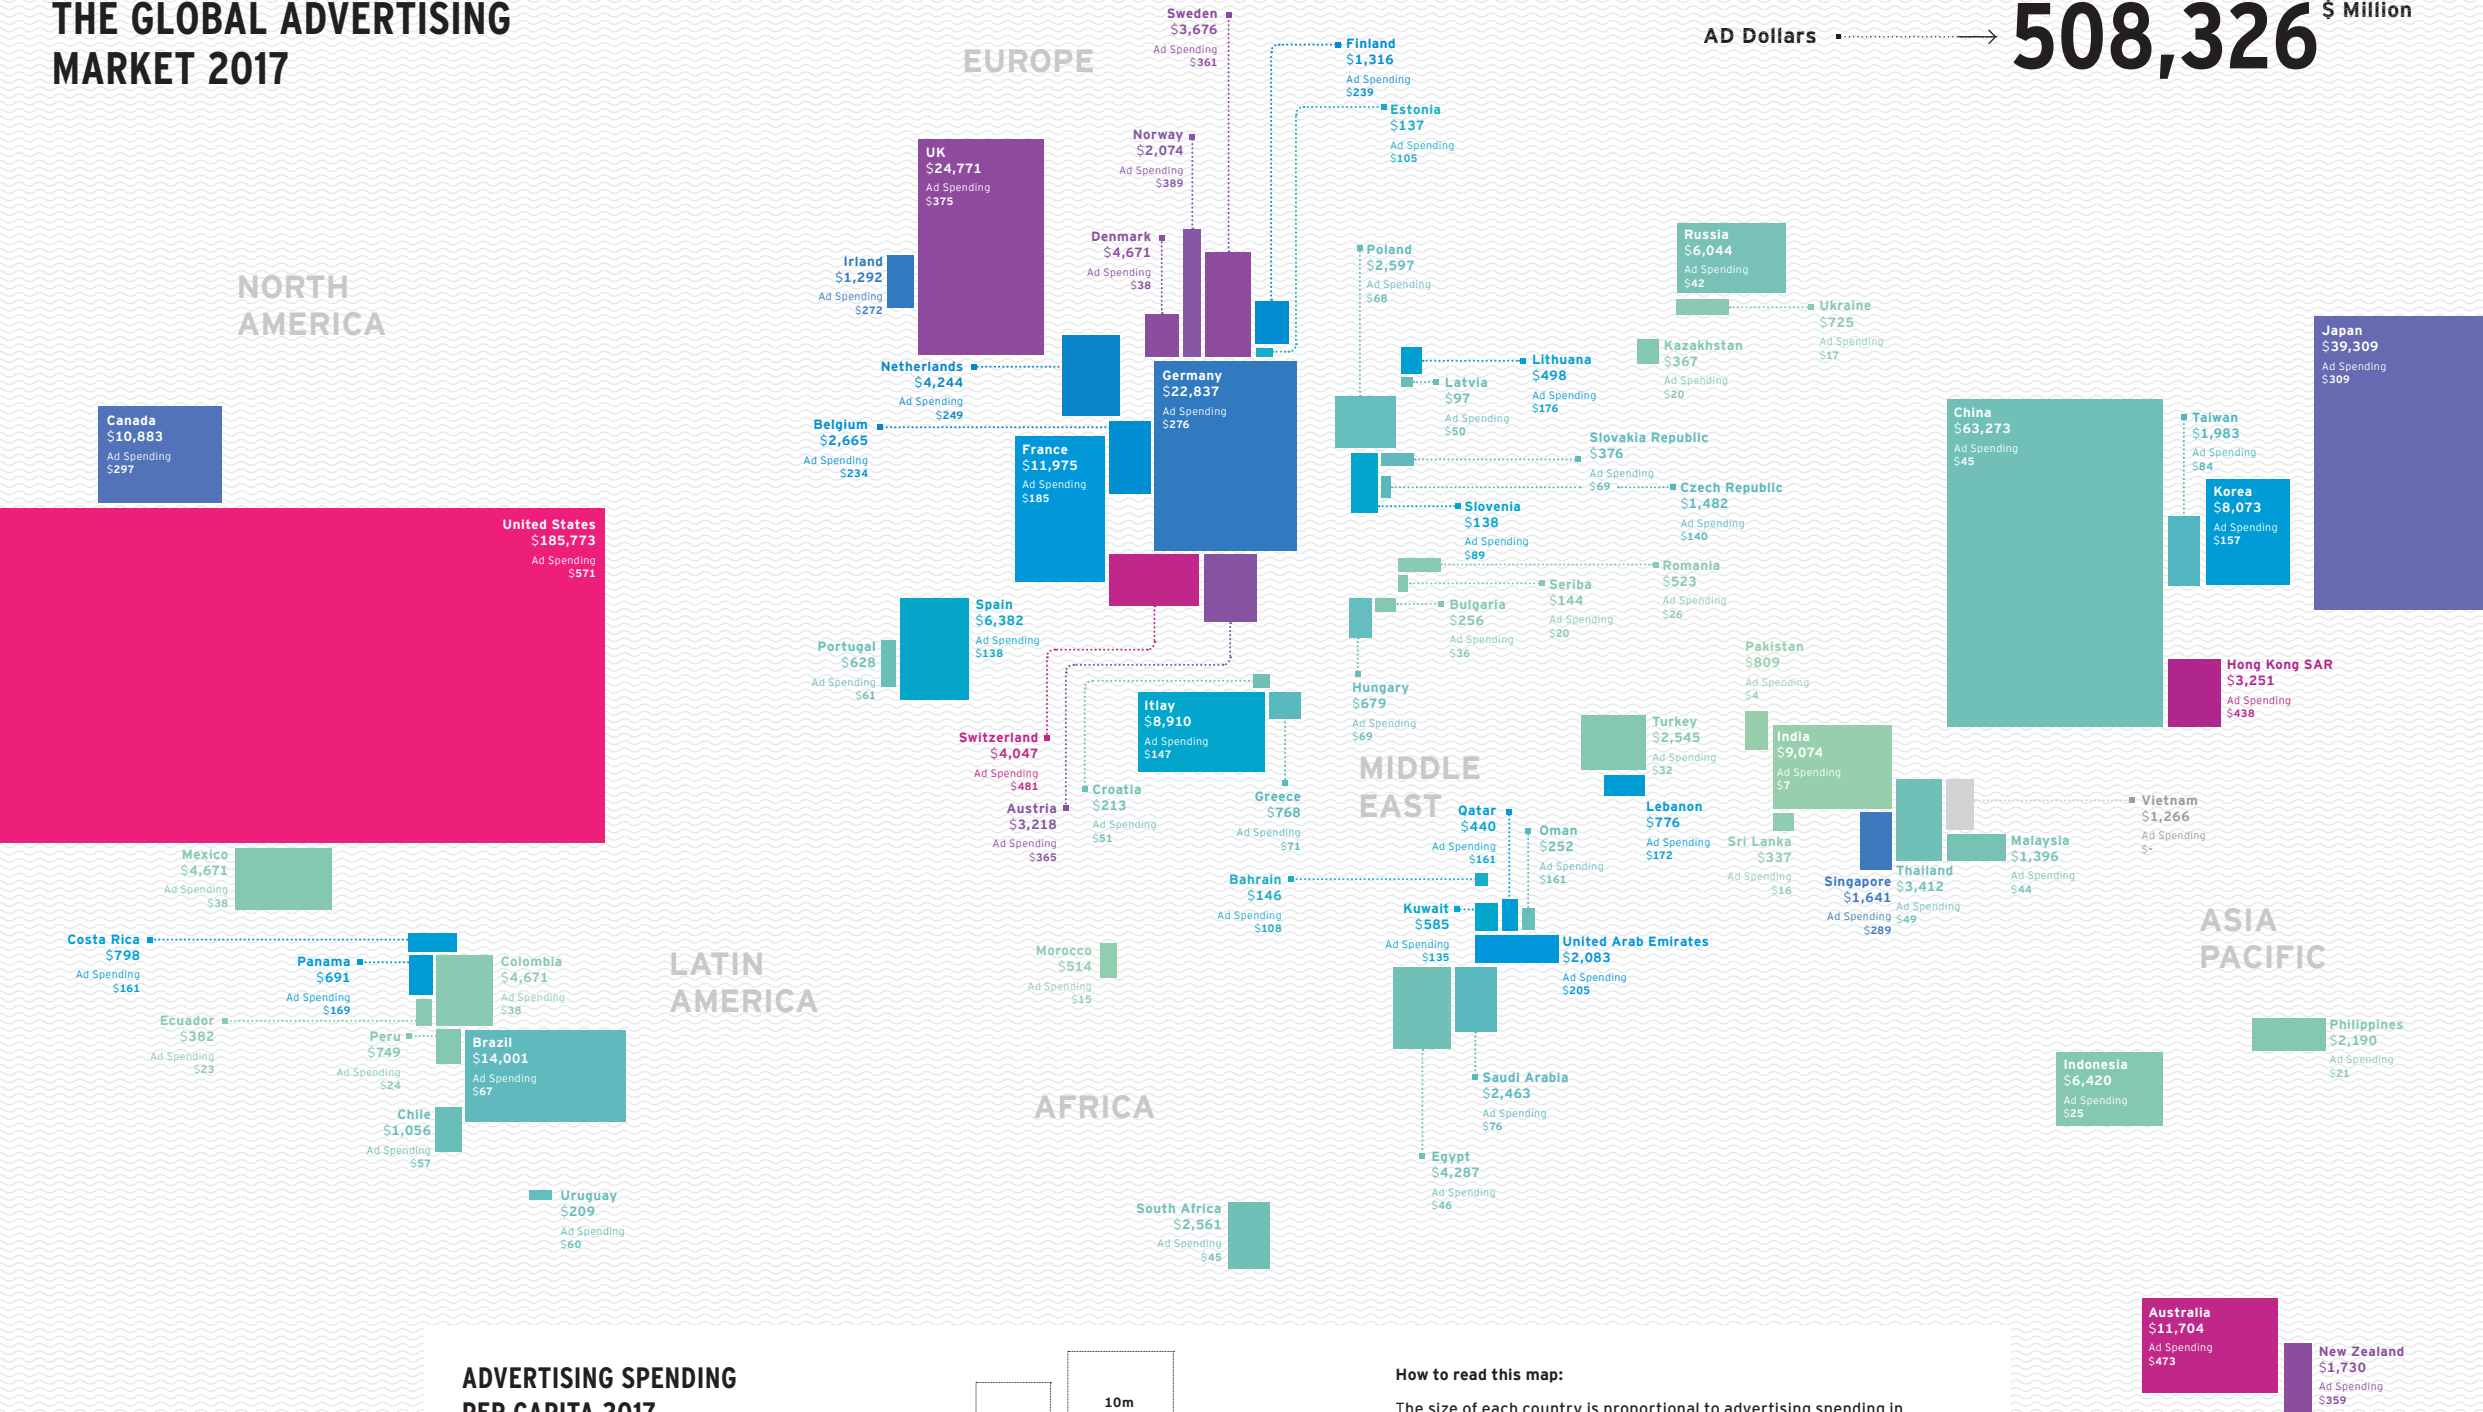 THE GLOBAL ADVERTISING
MARKET 2017
AD Dollars
508,326
$ Million
EUROPE
Sweden
$3,676
Ad Spending
$361
Finland
$1,316
Ad Spending
$239
Estonia
$137
Ad Spending
$105
Norway
$2,074
Ad Spending
$389
UK
$24,771
Ad Spending
$375
Denmark
$4,671
Ad Spending
$38
Irland
$1,292
Ad Spending
$272
Poland
$2,597
Ad Spending
$68
Russia
$6,044
Ad Spending
$42
Ukraine
$725
Ad Spending
$17
Kazakhstan
$367
Ad Spending
$20
NORTH
AMERICA
Netherlands
$4,244
Ad Spending
$249
Germany
$22,837
Ad Spending
$276
Lithuana
$498
Ad Spending
$176
Latvia
$97
Ad Spending
$50
Japan
$39,309
Ad Spending
$309
Canada
$10,883
Ad Spending
$297
Belgium
$2,665
Ad Spending
$234
France
$11,975
Ad Spending
$185
Slovakia Republic
$376
Ad Spending
$69
Czech Republic
$1,482
Ad Spending
$140
Slovenia
$138
Ad Spending
$89
China
$63,273
Ad Spending
$45
Taiwan
$1,983
Ad Spending
$84
Korea
$8,073
Ad Spending
$157
United States
$185,773
Ad Spending
$571
Romania
$523
Ad Spending
$26
Seriba
$144
Ad Spending
$20
Bulgaria
$256
Ad Spending
$36
Spain
$6,382
Ad Spending
$138
Portugal
$628
Ad Spending
$61
Hungary
$679
Ad Spending
$69
Pakistan
$809
Ad Spending
$4
Hong Kong SAR
$3,251
Ad Spending
$438
Itlay
$8,910
Ad Spending
$147
Switzerland
$4,047
Ad Spending
$481
Austria
$3,218
Ad Spending
$365
Croatia
$213
Ad Spending
$51
Greece
$768
Ad Spending
$71
MIDDLE
EAST
Turkey
$2,545
Ad Spending
$32
India
$9,074
Ad Spending
$7
Lebanon
$776
Ad Spending
$172
Qatar
$440
Ad Spending
$161
Oman
$252
Ad Spending
$161
Sri Lanka
$337
Ad Spending
$16
Vietnam
$1,266
Ad Spending
$-
Malaysia
$1,396
Ad Spending
$44
Singapore
$1,641
Ad Spending
$289
Thailand
$3,412
Ad Spending
$49
Mexico
$4,671
Ad Spending
$38
Bahrain
$146
Ad Spending
$108
Kuwait
$585
Ad Spending
$135
United Arab Emirates
$2,083
Ad Spending
$205
ASIA
PACIFIC
Costa Rica
$798
Ad Spending
$161
Panama
$691
Ad Spending
$169
Colombia
$4,671
Ad Spending
$38
LATIN
AMERICA
Morocco
$514
Ad Spending
$15
Ecuador
$382
Ad Spending
$23
Peru
$749
Ad Spending
$24
Brazil
$14,001
Ad Spending
$67
Philippines
$2,190
Ad Spending
$21
Indonesia
$6,420
Ad Spending
$25
AFRICA
Saudi Arabia
$2,463
Ad Spending
$76
Chile
$1,056
Ad Spending
$57
Egypt
$4,287
Ad Spending
$46
Uruguay
$209
Ad Spending
$60
South Africa
$2,561
Ad Spending
$45
Australia
$11,704
Ad Spending
$473
New Zealand
$1,730
Ad Spending
$359
ADVERTISING SPENDING
PER CAPITA 2017
10m
How to read this map:
The size of each country is proportional to advertising spending in